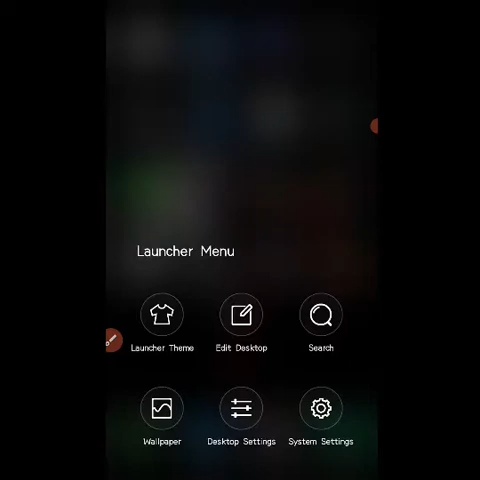 Launcher Menu
Launcher Theme
Edit Desktop
Search
Wallpaper
Desktop Settings
System Settings